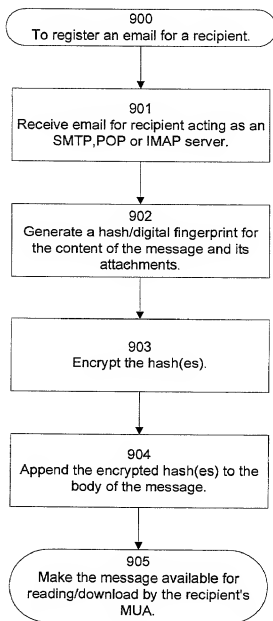 900
To register an email for a recipient.
901
Receive email for recipient acting as an
SMTP,POP or IMAP server.
902
Generate a hash/digital fingerprint for
the content of the message and its
attachments.
903
Encrypt the hash(es).
904
Append the encrypted hash(es) to the
body of the message.
905
Make the message available for
reading/download by the recipient's
MUA.